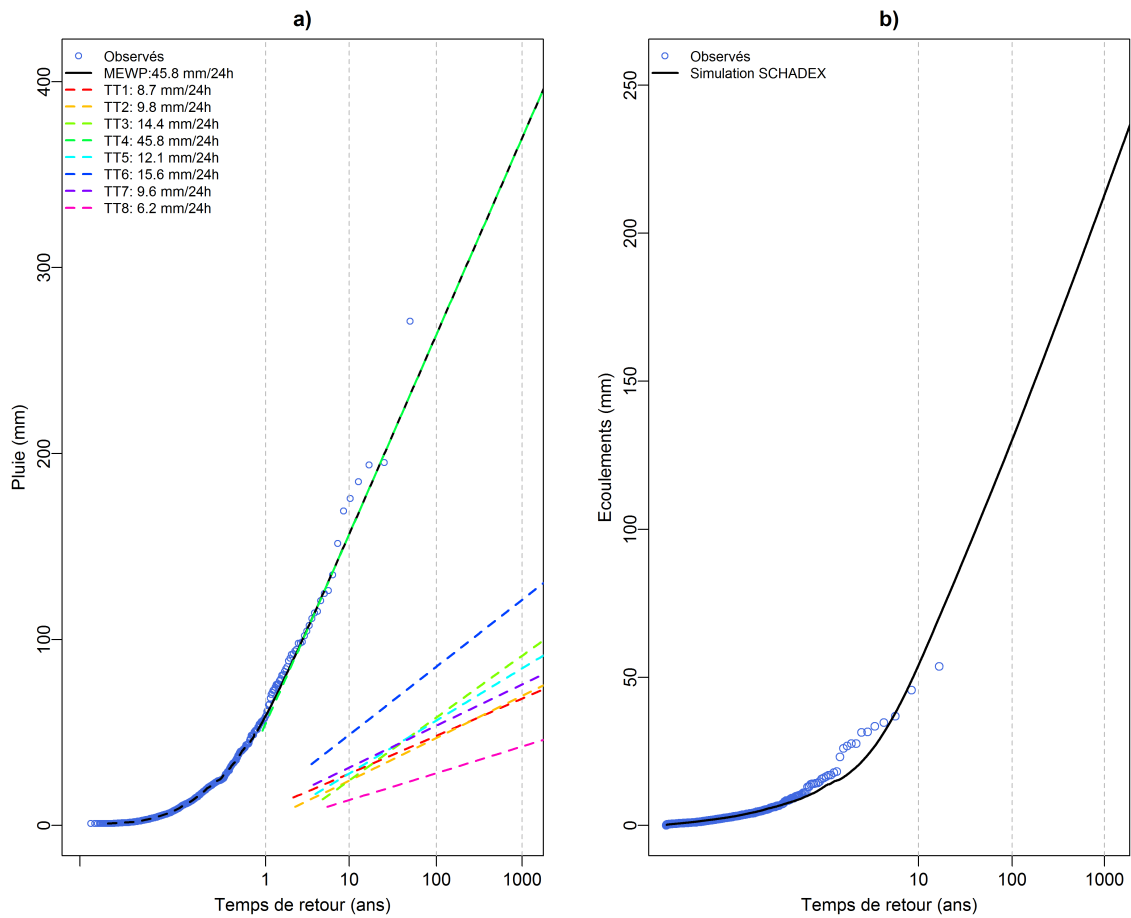 a)
Observés
MEWP:45.8 mm/24h
TT1: 8.7 mm/24h
TT2: 9.8 mm/24h
TT3: 14.4 mm/24h
TT4: 45.8 mm/24h
TT5: 12.1 mm/24h
TT6: 15.6 mm/24h
TT7: 9.6 mm/24h
TT8: 6.2 mm/24h
Pluie (mm)
400
300
200
100
0
1 10 100 1000
Temps de retour (ans)
b)
Observés
Simulation SCHADEX
Ecoulements (mm)
250
200
150
100
50
0
10 100 1000
Temps de retour (ans)